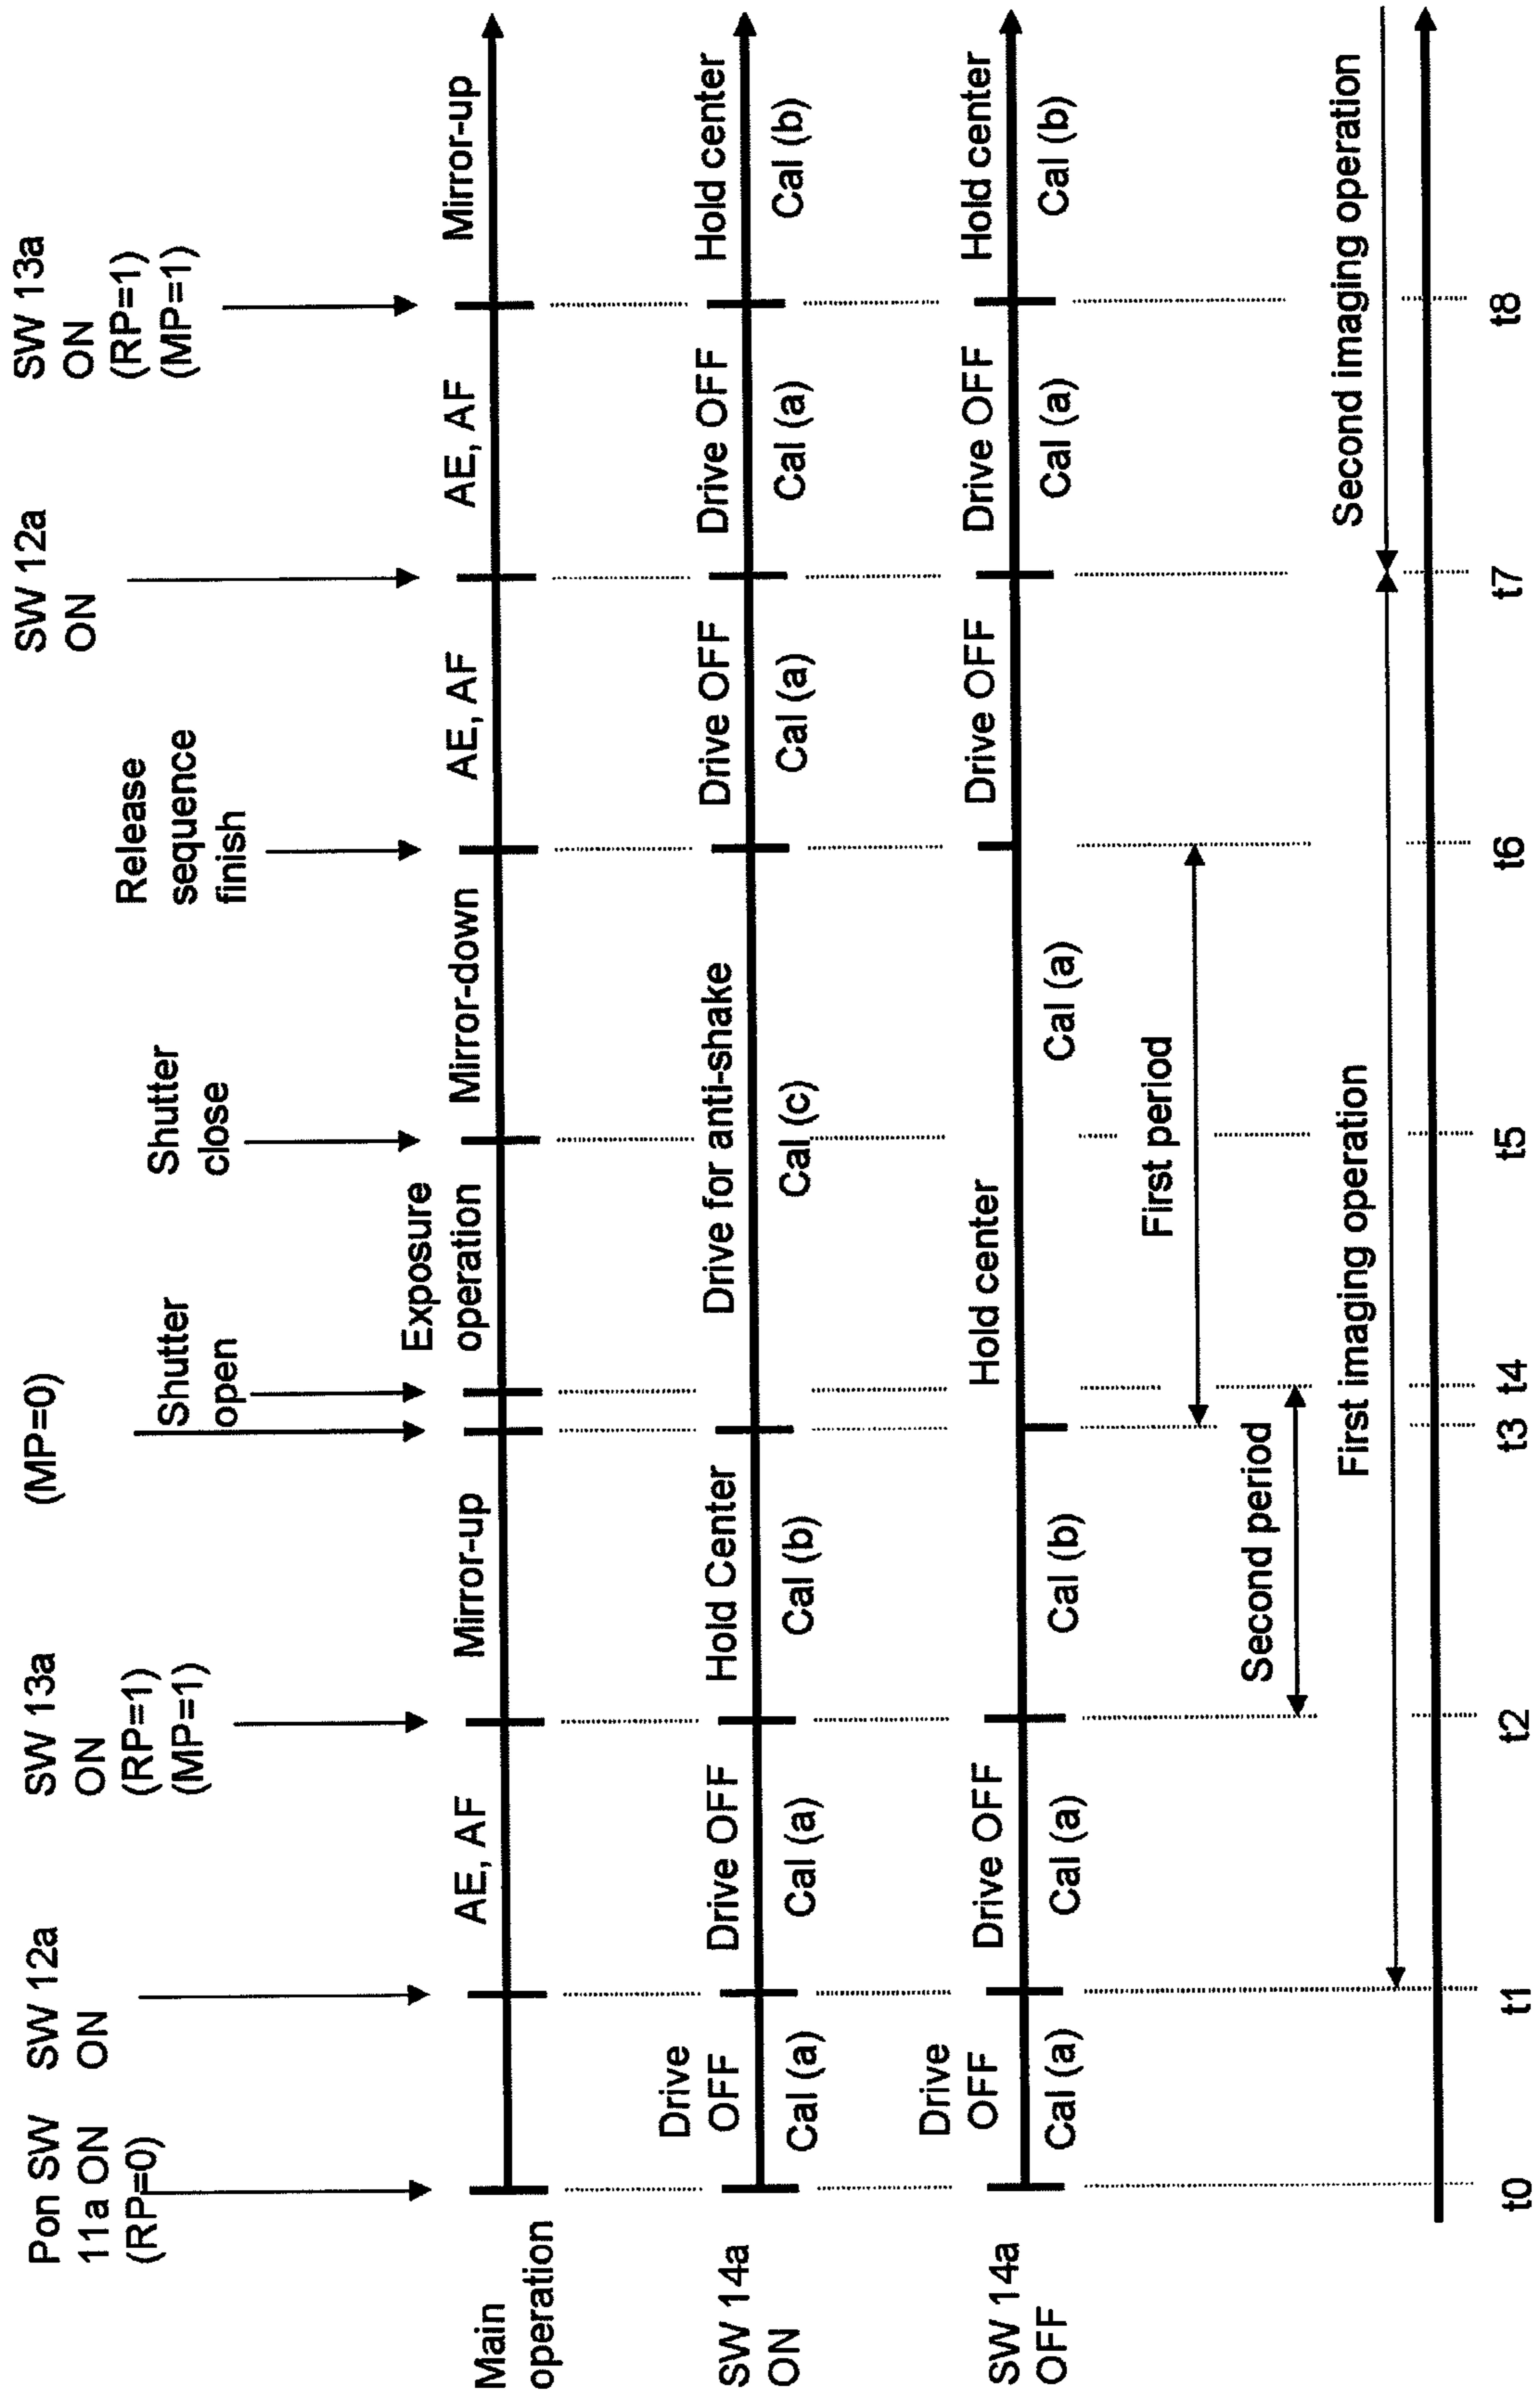 Pon SW
11a ON
(RP=0)
SW 12a
ON
SW 13a
ON
(RP=1)
(MP=1)
(MP=0)
Shutter
open
Shutter
close
Release
sequence
finish
SW 12a
ON
SW 13a
ON
(RP=1)
(MP=1)
Main
operation
AE, AF
Mirror-up
Exposure
operation
Mirror-down
AE, AF
AE, AF
Mirror-up
SW 14a
ON
Drive
OFF
Drive OFF
Hold Center
Drive for anti-shake
Drive OFF
Drive OFF
Hold center
Cal (a)
Cal (a)
Cal (b)
Cal (c)
Cal (a)
Cal (a)
Cal (b)
SW 14a
OFF
Drive
OFF
Drive OFF
Hold center
Drive OFF
Drive OFF
Hold center
Cal (a)
Cal (a)
Cal (b)
Cal (a)
Cal (a)
Cal (b)
First period
Second period
First imaging operation
Second imaging operation
t0
t1
t2
t3
t4
t5
t6
t7
t8